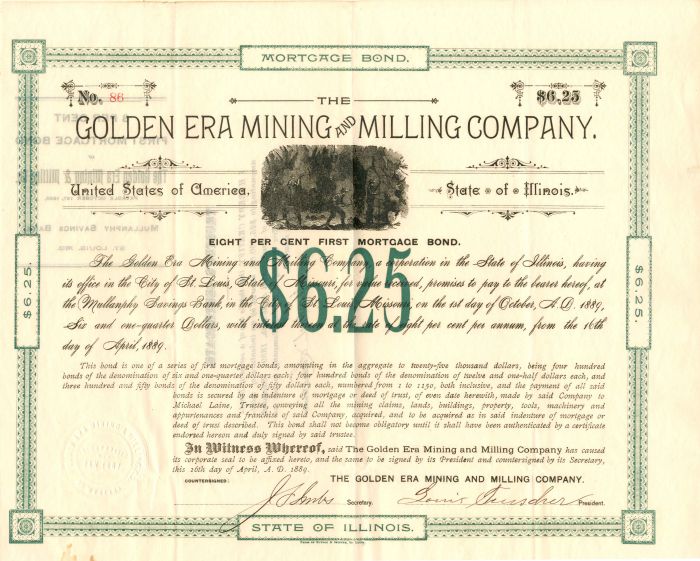 MORTGAGE BOND.
No. 86
$6.25
THE
GOLDEN ERA MINING AND MILLING COMPANY.
United States of America,
State of Illinois.
EIGHT PER CENT FIRST MORTGAGE BOND.
The Golden Era Mining and Milling Company, a corporation in the State of Illinois, having
its office in the City of St. Louis, State of Missouri, for value received, promises to pay to the bearer hereof, at
the Mullanphy Savings Bank, in the City of St. Louis, Missouri, on the 1st day of October, A.D. 1889,
Six and one-quarter Dollars, with interest thereon at the rate of eight per cent per annum, from the 16th
day of April, 1889.
$6.25
$6.25.
$6.25.
This bond is one of a series of first mortgage bonds, amounting in the aggregate to twenty-five thousand dollars, being four hundred
bonds of the denomination of six and one-quarter dollars each; four hundred bonds of the denomination of twelve and one-half dollars each, and
three hundred and fifty bonds of the denomination of fifty dollars each, numbered from 1 to 1150, both inclusive, and the payment of all said
bonds is secured by an indenture of mortgage or deed of trust, of even date herewith, made by said Company to
Michael Laine, Trustee, conveying all the mining claims, lands, buildings, property, tools, machinery and
appurtenances and franchise of said Company, acquired, and to be acquired as in said indenture of mortgage or
deed of trust described. This bond shall not become obligatory until it shall have been authenticated by a certificate
endorsed hereon and duly signed by said trustee.
In Witness Whereof, said The Golden Era Mining and Milling Company has caused
its corporate seal to be affixed hereto, and the same to be signed by its President and countersigned by its Secretary,
this 16th day of April, A. D. 1889.
COUNTERSIGNED:
THE GOLDEN ERA MINING AND MILLING COMPANY.
Secretary.
Louis President.
STATE OF ILLINOIS.